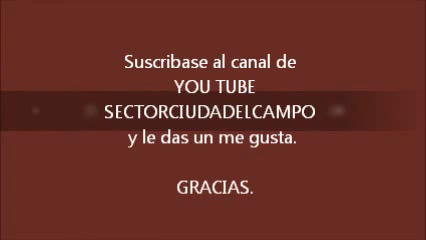 Suscribase al canal de
YOU TUBE
SECTORCIUDADELCAMPO
y le das un me gusta.
GRACIAS.